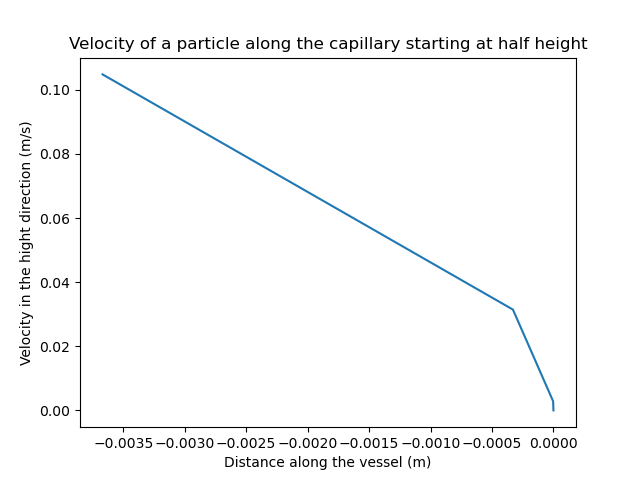 Velocity of a particle along the capillary starting at half height
Velocity in the hight direction (m/s)
0.10
0.08
0.06
0.04
0.02
0.00
−0.0035 −0.0030 −0.0025 −0.0020 −0.0015 −0.0010 −0.0005 0.0000
Distance along the vessel (m)